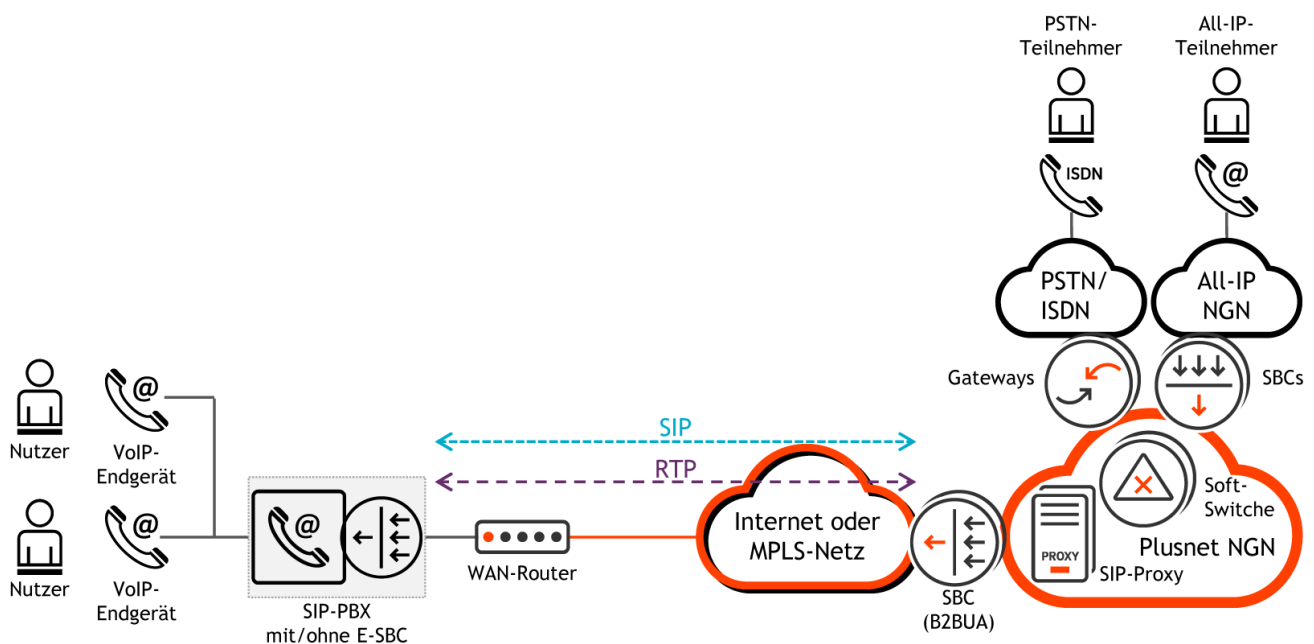 PSTN-
Teilnehmer
All-IP-
Teilnehmer
ISDN
@
PSTN/
ISDN
All-IP
NGN
Gateways
SBCs
SIP
RTP
Nutzer
@
VoIP-
Endgerät
Nutzer
@
VoIP-
Endgerät
@
SIP-PBX
mit/ohne E-SBC
WAN-Router
Internet oder
MPLS-Netz
SBC
(B2BUA)
Soft-
Switche
PROXY
SIP-Proxy
Plusnet NGN